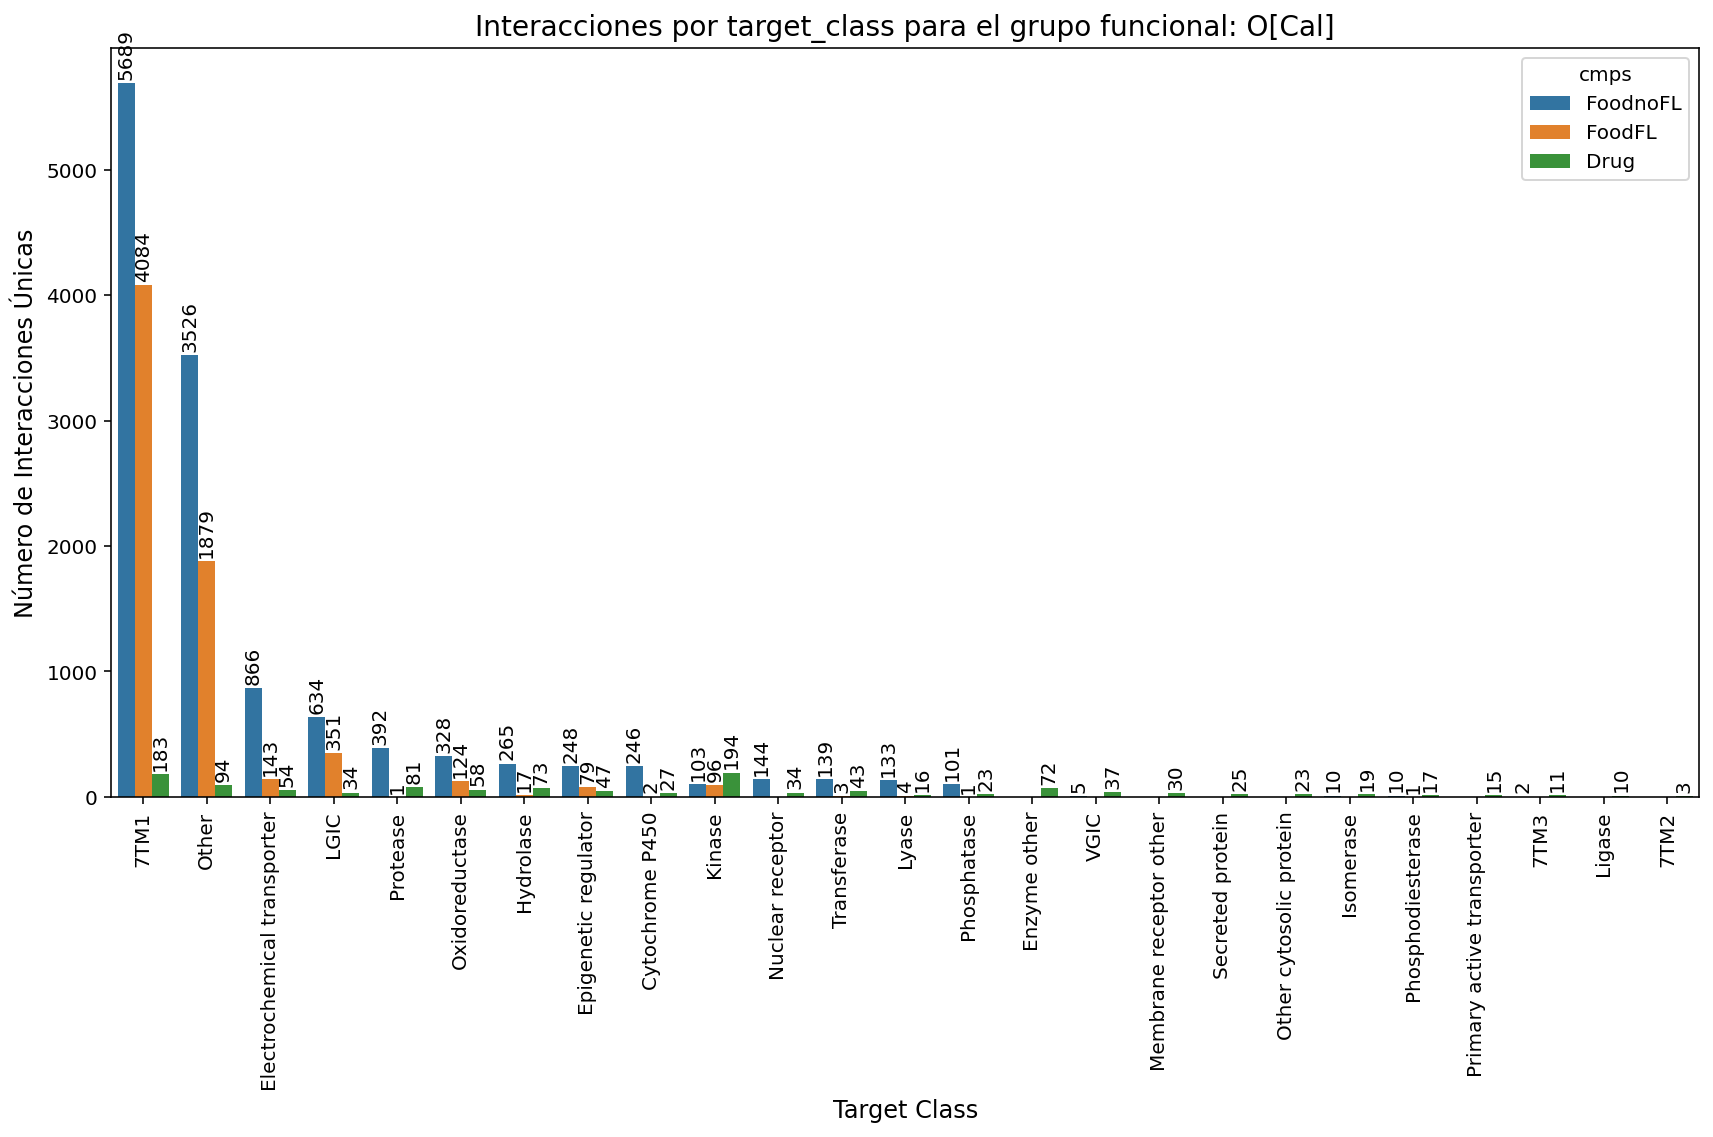 Interacciones por target_class para el grupo funcional: O[Cal]
cmps
FoodnoFL
FoodFL
Drug
Número de Interacciones Únicas
5000
4000
3000
2000
1000
0
5689
4084
183
3526
1879
94
866
143
54
634
351
34
392
1
81
328
124
58
265
17
73
248
79
47
246
2
27
103
96
194
144
34
139
3
43
133
4
16
101
1
23
72
5
37
30
25
23
10
19
10
1
17
15
2
11
10
3
7TM1
Other
Electrochemical transporter
LGIC
Protease
Oxidoreductase
Hydrolase
Epigenetic regulator
Cytochrome P450
Kinase
Nuclear receptor
Transferase
Lyase
Phosphatase
Enzyme other
VGIC
Membrane receptor other
Secreted protein
Other cytosolic protein
Isomerase
Phosphodiesterase
Primary active transporter
7TM3
Ligase
7TM2
Target Class